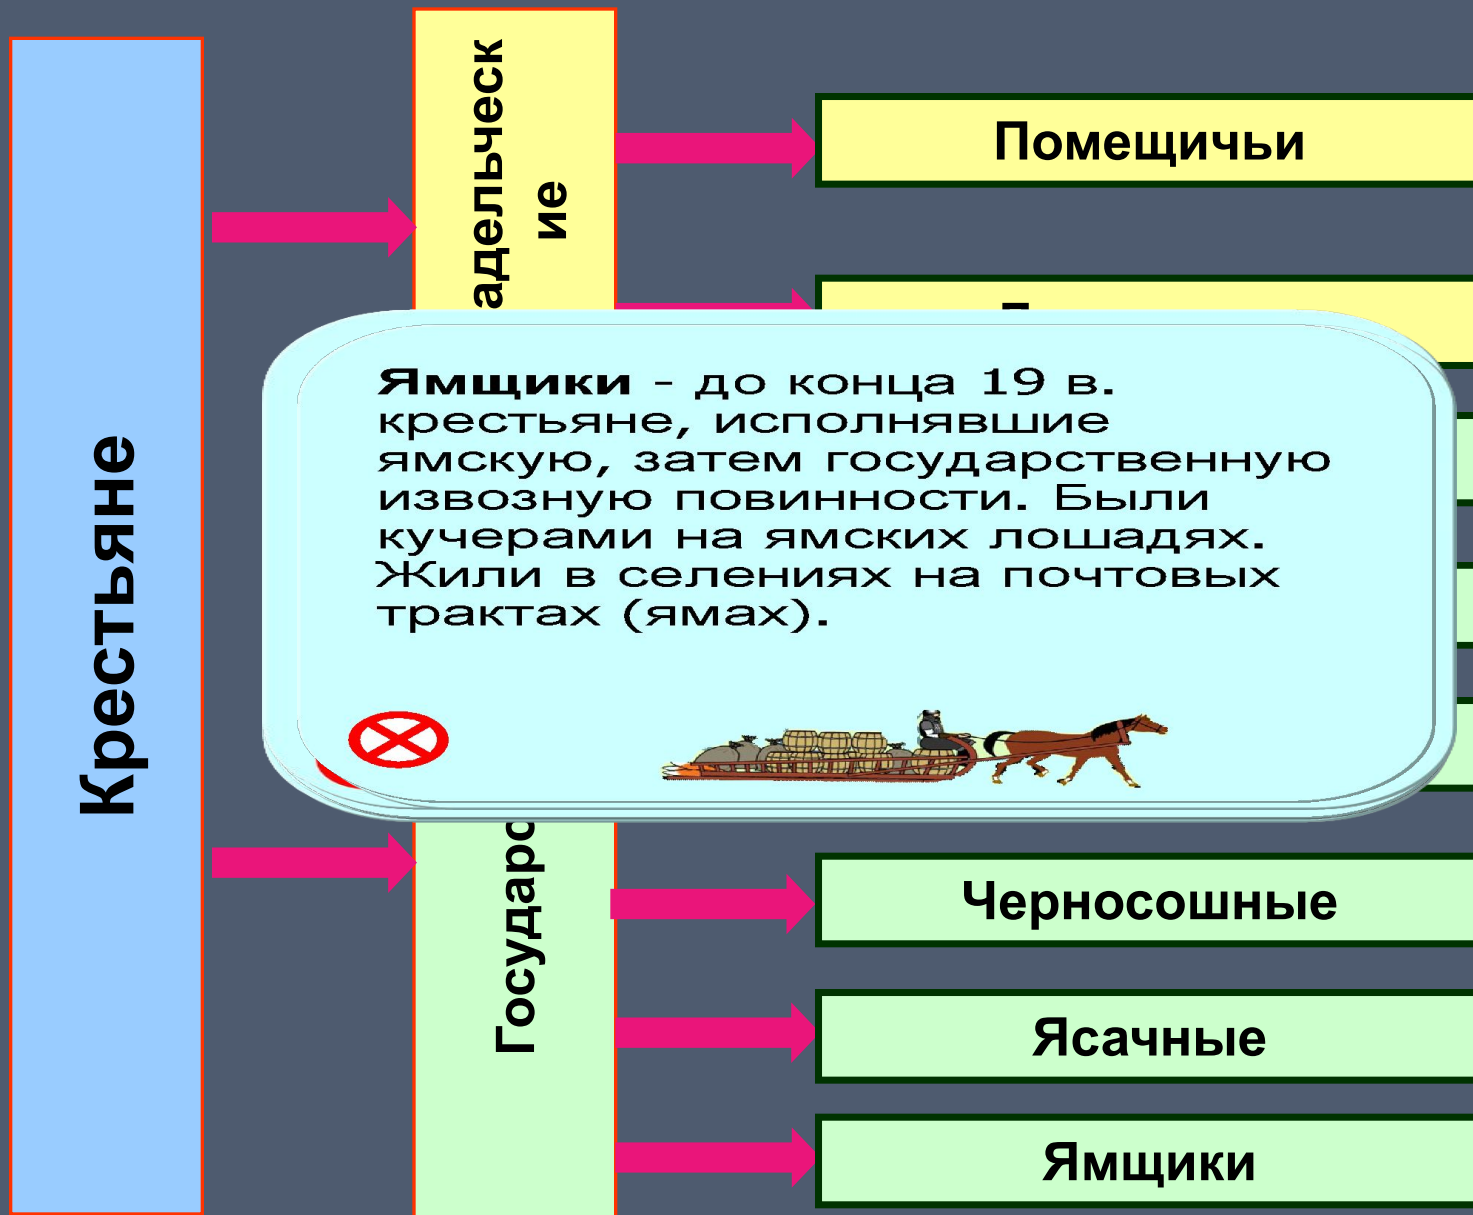 Крестьяне
адельческ
ие
Помещичьи
Ямщики - до конца 19 в.
крестьяне, исполнявшие
ямскую, затем государственную
извозную повинности. Были
кучерами на ямских лошадях.
Жили в селениях на почтовых
трактах (ямах).
Государс
Черносошные
Ясачные
Ямщики